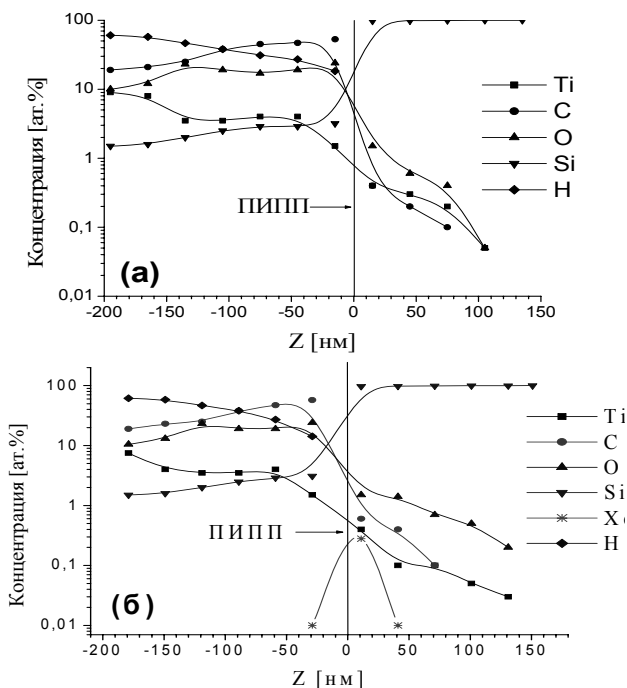 (а)
Концентрация [ат.%]
100
10
1
0,1
0,01
Ti
C
O
Si
H
ПИПП
-200
-150
-100
-50
0
50
100
150
Z [нм]
(б)
Концентрация [ат.%]
100
10
1
0,1
0,01
Ti
C
O
Si
H
ПИПП
-200
-150
-100
-50
0
50
100
150
Z [нм]